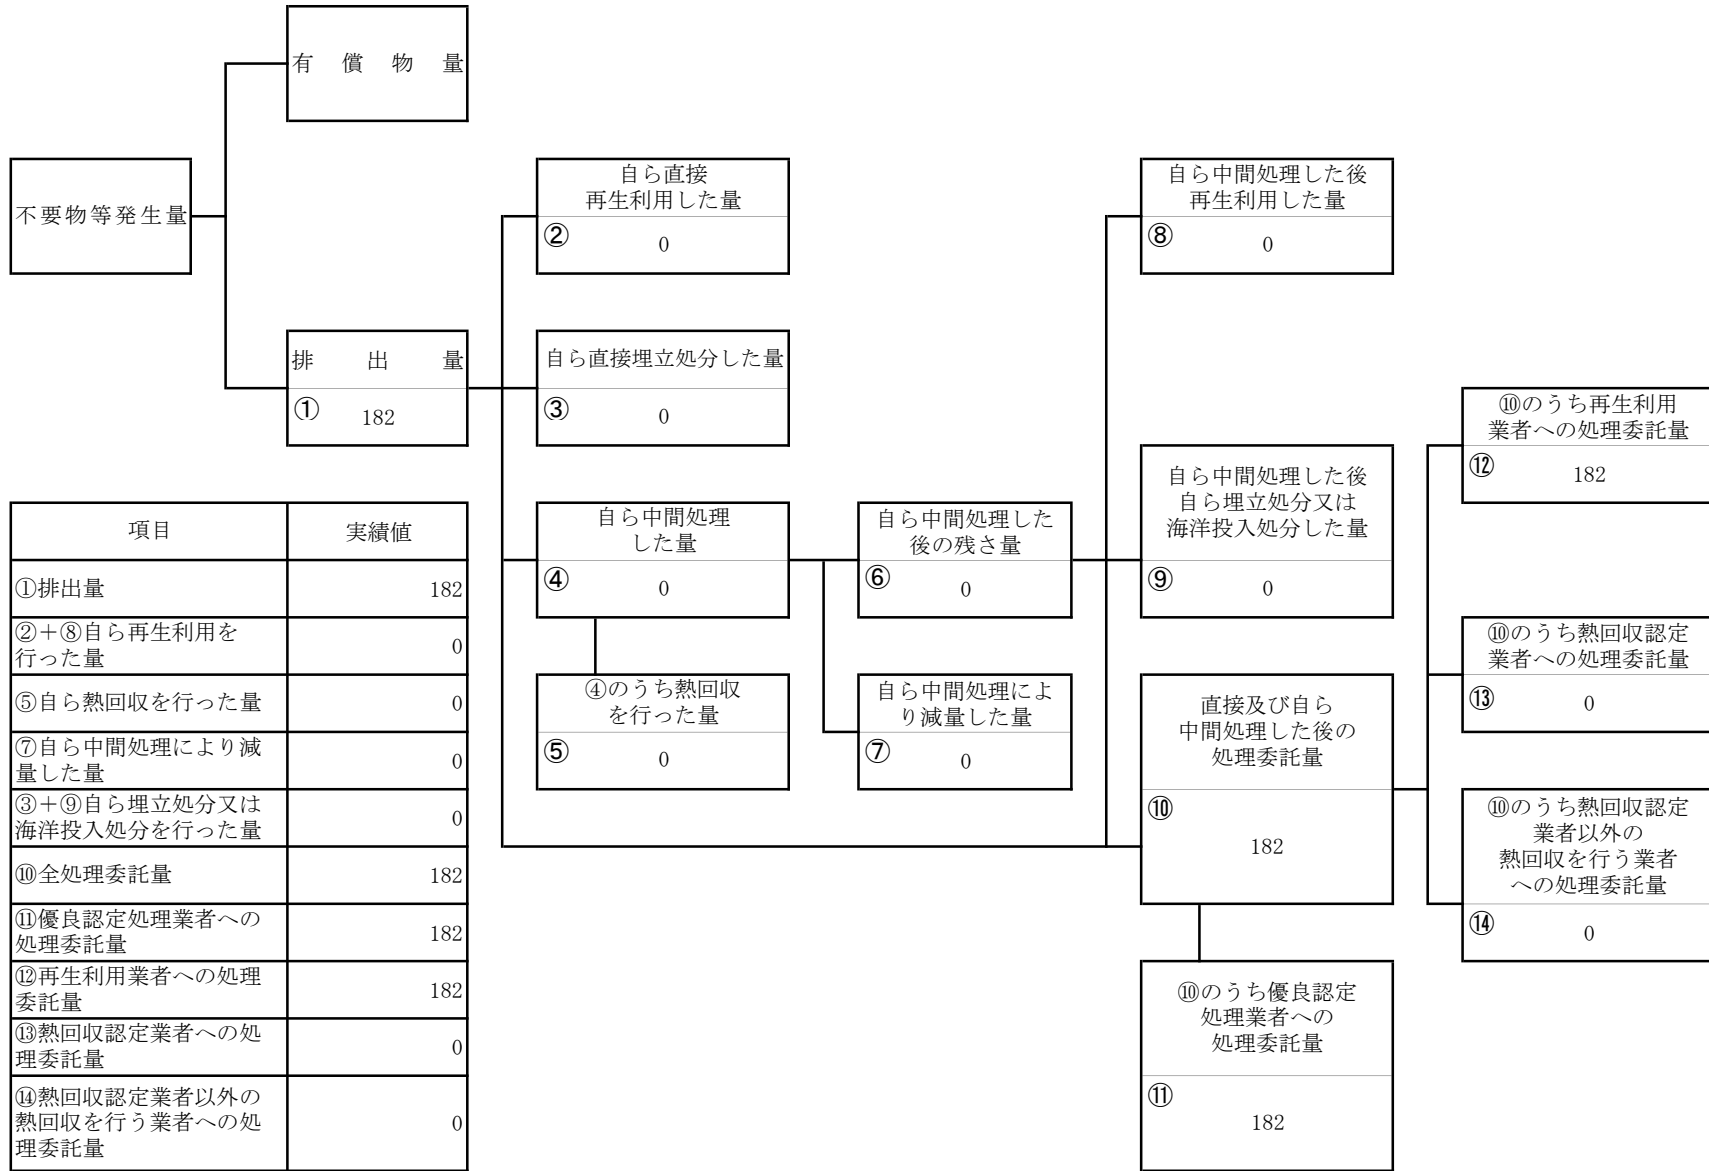 有償物量
不要物等発生量
自ら直接
再生利用した量
② 0
自ら中間処理した後
再生利用した量
⑧ 0
排出量
① 182
自ら直接埋立処分した量
③ 0
⑩のうち再生利用
業者への処理委託量
⑫ 182
自ら中間処理した後
自ら埋立処分又は
海洋投入処分した量
⑨ 0
自ら中間処理
した量
④ 0
自ら中間処理した
後の残さ量
⑥ 0
⑩のうち熱回収認定
業者への処理委託量
⑬ 0
④のうち熱回収
を行った量
⑤ 0
自ら中間処理によ
り減量した量
⑦ 0
直接及び自ら
中間処理した後の
処理委託量
⑩
182
⑩のうち熱回収認定
業者以外の
熱回収を行う業者
への処理委託量
⑭ 0
⑩のうち優良認定
処理業者への
処理委託量
⑪
182
項目 実績値
①排出量 182
②+⑧自ら再生利用を
行った量 0
⑤自ら熱回収を行った量 0
⑦自ら中間処理により減
量した量 0
③+⑨自ら埋立処分又は
海洋投入処分を行った量 0
⑩全処理委託量 182
⑪優良認定処理業者への
処理委託量 182
⑫再生利用業者への処理
委託量 182
⑬熱回収認定業者への処
理委託量 0
⑭熱回収認定業者以外の
熱回収を行う業者への処
理委託量 0